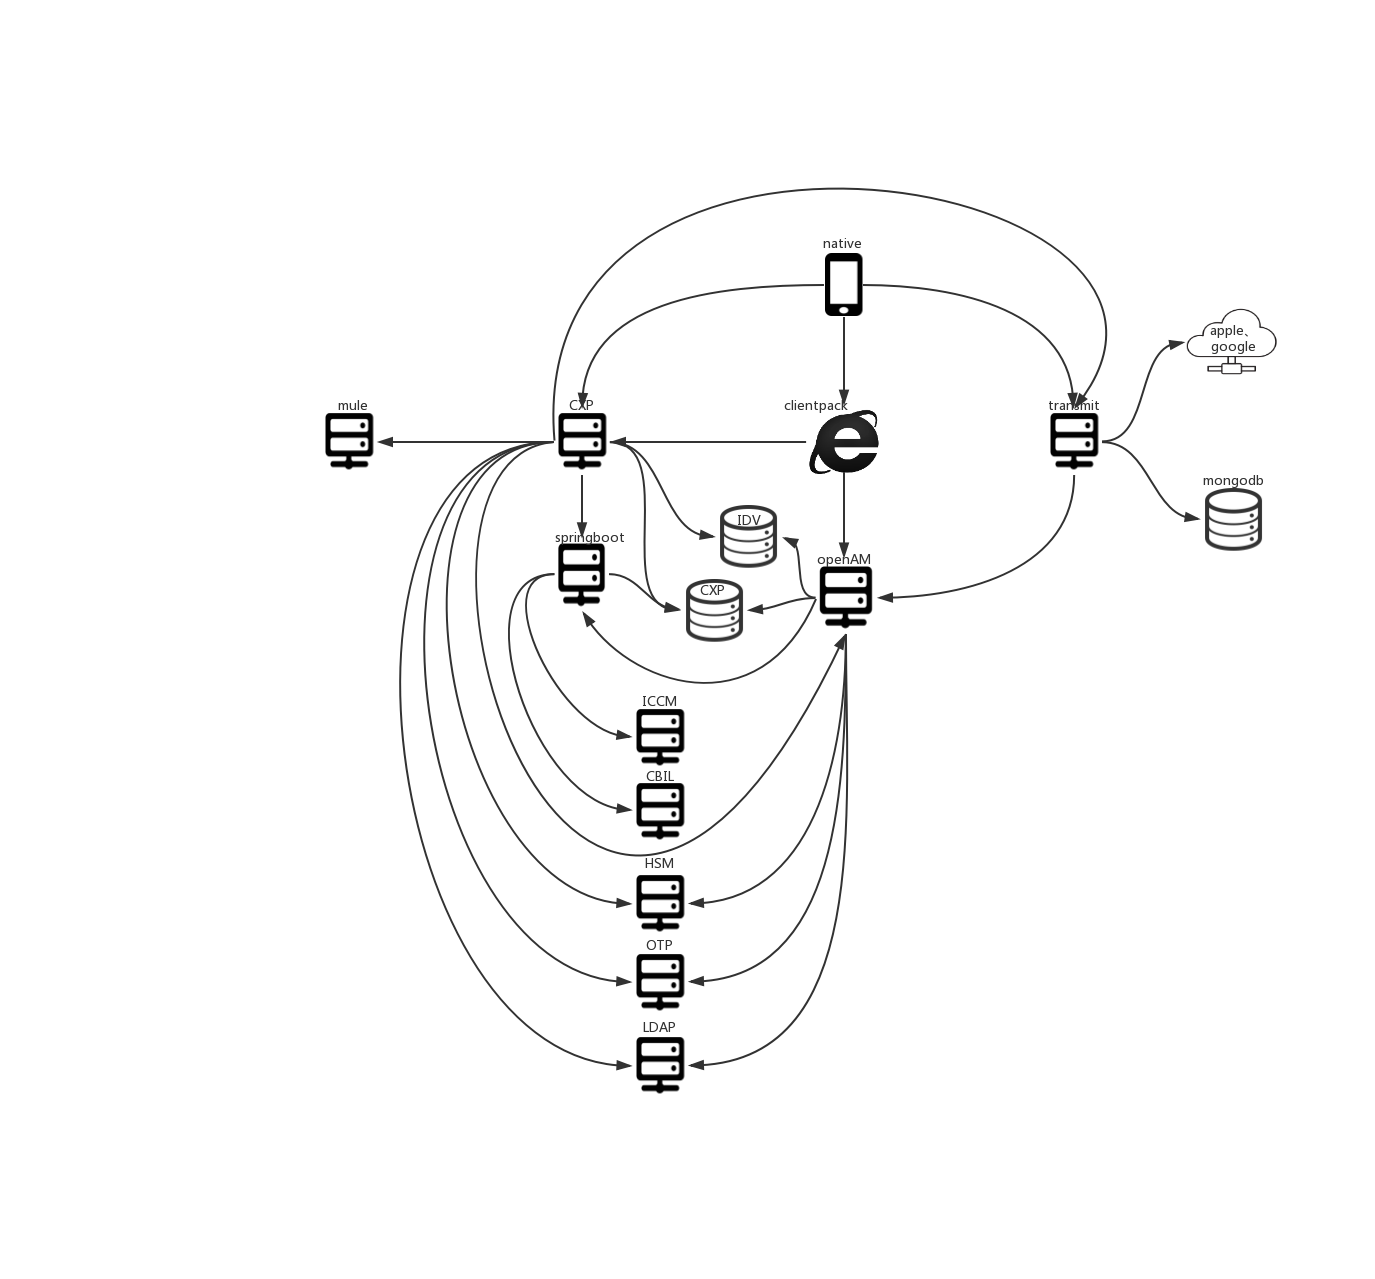 native
apple、
google
mule
CXP
clientpack
transmit
mongodb
IDV
springboot
openAM
CXP
ICCM
CBIL
HSM
OTP
LDAP